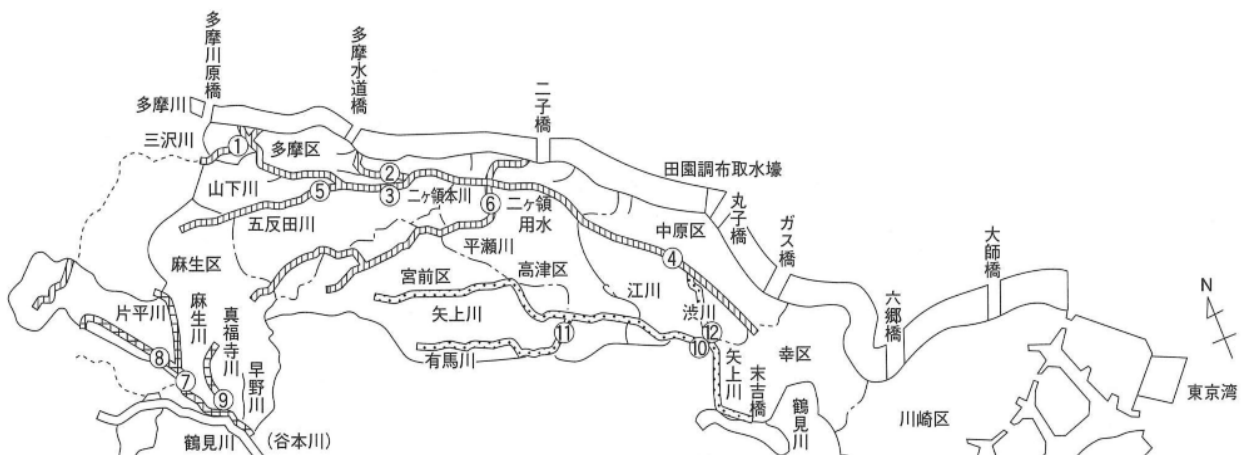 多摩川原橋
多摩水道橋
二子橋
多摩川
三沢川
①
多摩区
田園調布取水壕
山下川
⑤
②
③
二ヶ領本川
⑥
二ヶ領用水
丸子橋
ガス橋
大師橋
五反田川
中原区
④
平瀬川
麻生区
宮前区
高津区
江川
渋川
六郷橋
N
片平川
麻生川
真福寺川
矢上川
⑪
⑫
⑩
⑧
⑦
⑨
早野川
有馬川
矢上川
末吉橋
幸区
東京湾
鶴見川
(谷本川)
鶴見川
川崎区